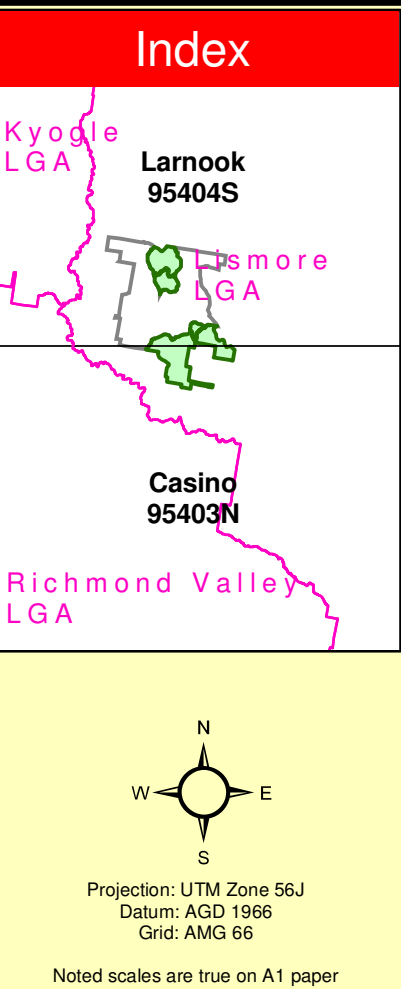 Index
Kyogle
LGA
Larnook
95404S
Lismore
LGA
Casino
95403N
Richmond Valley
LGA
N
W
E
S
Projection: UTM Zone 56J
Datum: AGD 1966
Grid: AMG 66
Noted scales are true on A1 paper